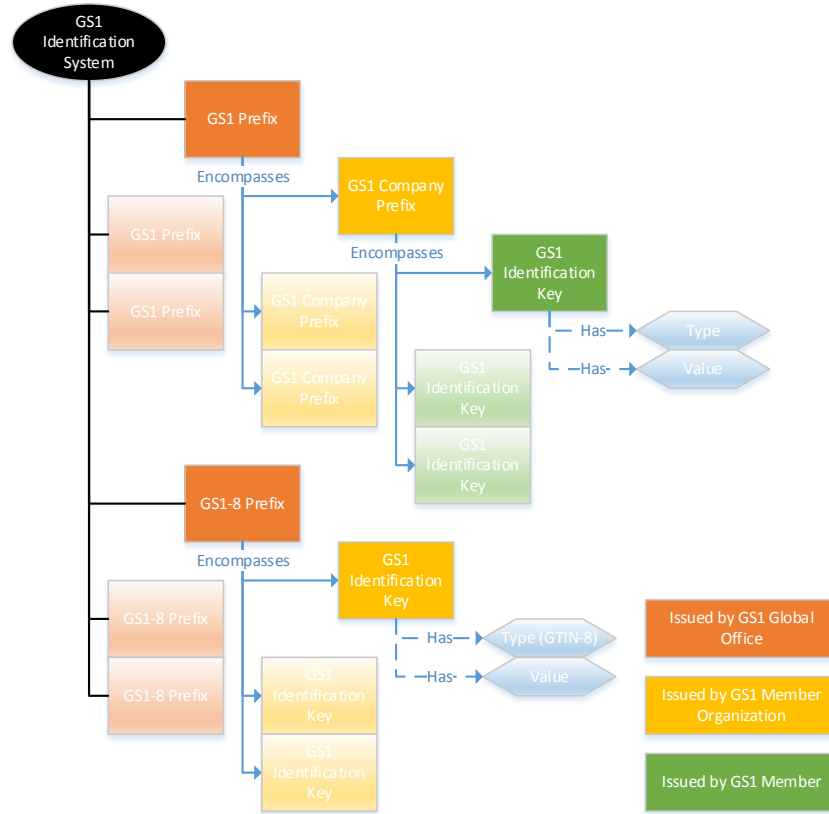 GS1
Identification
System
GS1 Prefix
Encompasses
GS1 Company
Prefix
GS1 Prefix
Encompasses
GS1
Identification
Key
GS1 Prefix
GS1 Company
Prefix
Has
Type
GS1 Company
Prefix
GS1
Identification
Key
Has
Value
GS1
Identification
Key
GS1-8 Prefix
Encompasses
GS1
Identification
Key
GS1-8 Prefix
Has
Type (GTIN-8)
GS1-8 Prefix
GS1
Identification
Key
Has
Value
GS1
Identification
Key
Issued by GS1 Global
Office
Issued by GS1 Member
Organization
Issued by GS1 Member